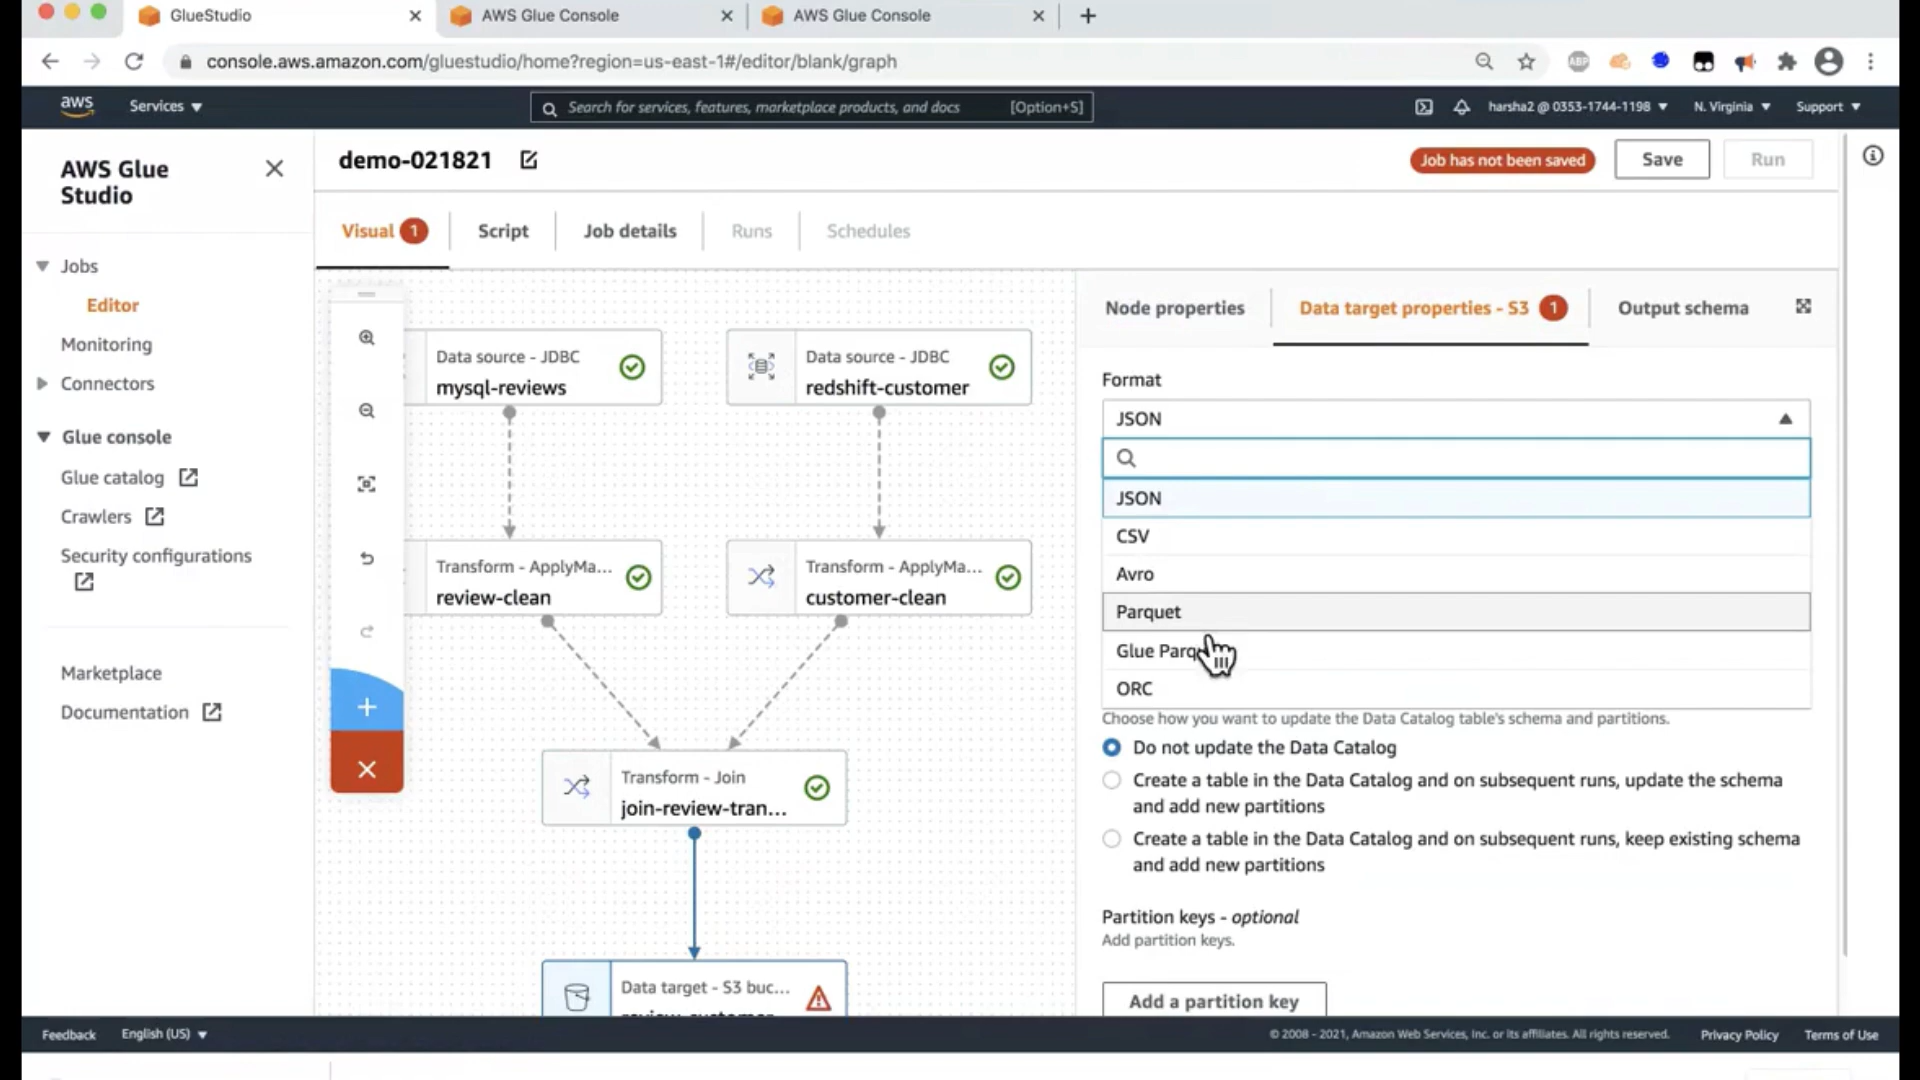 GlueStudio
AWS Glue Console
AWS Glue Console
console.aws.amazon.com/gluestudio/home?region=us-east-1#/editor/blank/graph
ABP
aws
Services
Search for services, features, marketplace products, and docs
[Option+S]
harsha2 @ 0353-1744-1198
N. Virginia
Support
AWS Glue
Studio
Jobs
Editor
Monitoring
Connectors
Glue console
Glue catalog
Crawlers
Security configurations
Marketplace
Documentation
demo-021821
Job has not been saved
Save
Run
Visual 1
Script
Job details
Runs
Schedules
Data source - JDBC
mysql-reviews
Data source - JDBC
redshift-customer
Transform - ApplyMa...
review-clean
Transform - ApplyMa...
customer-clean
Transform - Join
join-review-tran...
Data target - S3 buc...
Node properties
Data target properties - S3 1
Output schema
Format
JSON
JSON
CSV
Avro
Parquet
Glue Parq
ORC
Choose how you want to update the Data Catalog table's schema and partitions.
Do not update the Data Catalog
Create a table in the Data Catalog and on subsequent runs, update the schema
and add new partitions
Create a table in the Data Catalog and on subsequent runs, keep existing schema
and add new partitions
Partition keys - optional
Add partition keys.
Add a partition key
Feedback
English (US)
© 2008 - 2021, Amazon Web Services, Inc. or its affiliates. All rights reserved.
Privacy Policy
Terms of Use